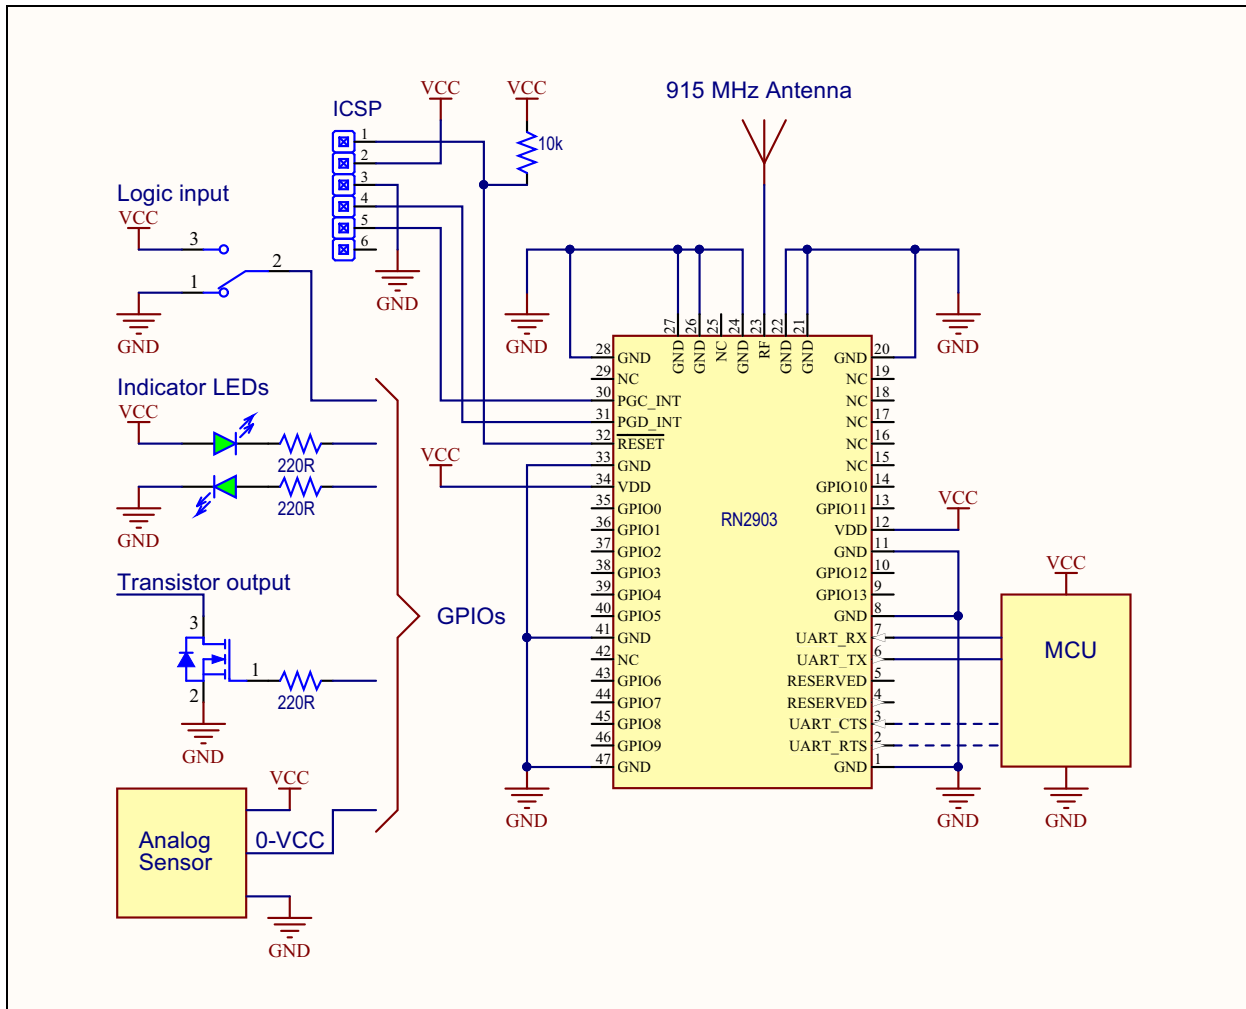 915 MHz Antenna
VCC
VCC
ICSP
1
2
3
4
5
6
10k
GND
Logic input
VCC
3
2
1
GND
Indicator LEDs
VCC
220R
220R
GND
Transistor output
3
1
2
220R
GND
Analog
Sensor
VCC
0-VCC
GND
GPIOs
GND
GND
VCC
27 GND
26 GND
25 NC
24 GND
23 RF
22 GND
21 GND
28 GND
29 NC
30 PGC_INT
31 PGD_INT
32 RESET
33 GND
34 VDD
35 GPIO0
36 GPIO1
37 GPIO2
38 GPIO3
39 GPIO4
40 GPIO5
41 GND
42 NC
43 GPIO6
44 GPIO7
45 GPIO8
46 GPIO9
47 GND
RN2903
GND 20
NC 19
NC 18
NC 17
NC 16
NC 15
GPIO10 14
GPIO11 13
VDD 12
GND 11
GPIO12 10
GPIO13 9
GND 8
UART_RX 7
UART_TX 6
RESERVED 5
RESERVED 4
UART_CTS 3
UART_RTS 2
GND 1
VCC
VCC
MCU
GND
GND
GND